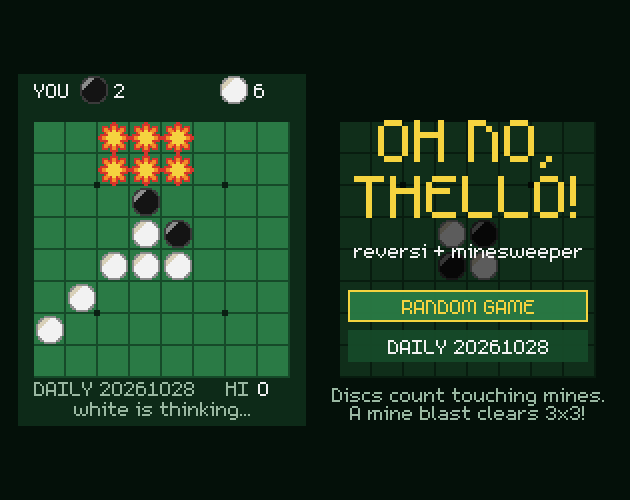 YOU 2 6
DAILY 20261028 HI 0
white is thinking...
OH NO,
THELLO!
reversi + minesweeper
RANDOM GAME
DAILY 20261028
Discs count touching mines.
A mine blast clears 3x3!